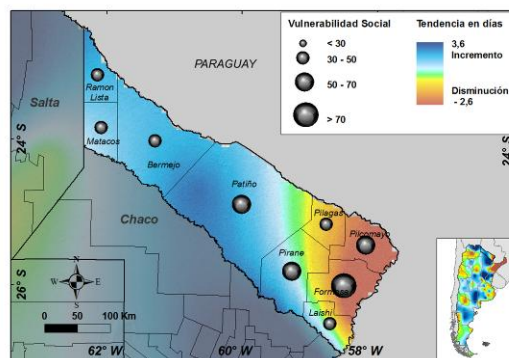 Vulnerabilidad Social
< 30
30 - 50
50 - 70
> 70
Tendencia en días
3,6
Incremento
Disminución
- 2,6
PARAGUAY
Salta
Chaco
Ramon
Lista
Matacos
Bermejo
Patiño
Pilagas
Pilcomayo
Pirane
Formosa
Laishi
24° S
24° S
26° S
26° S
62° W
60° W
58° W
N
W
E
S
0
50
100 Km